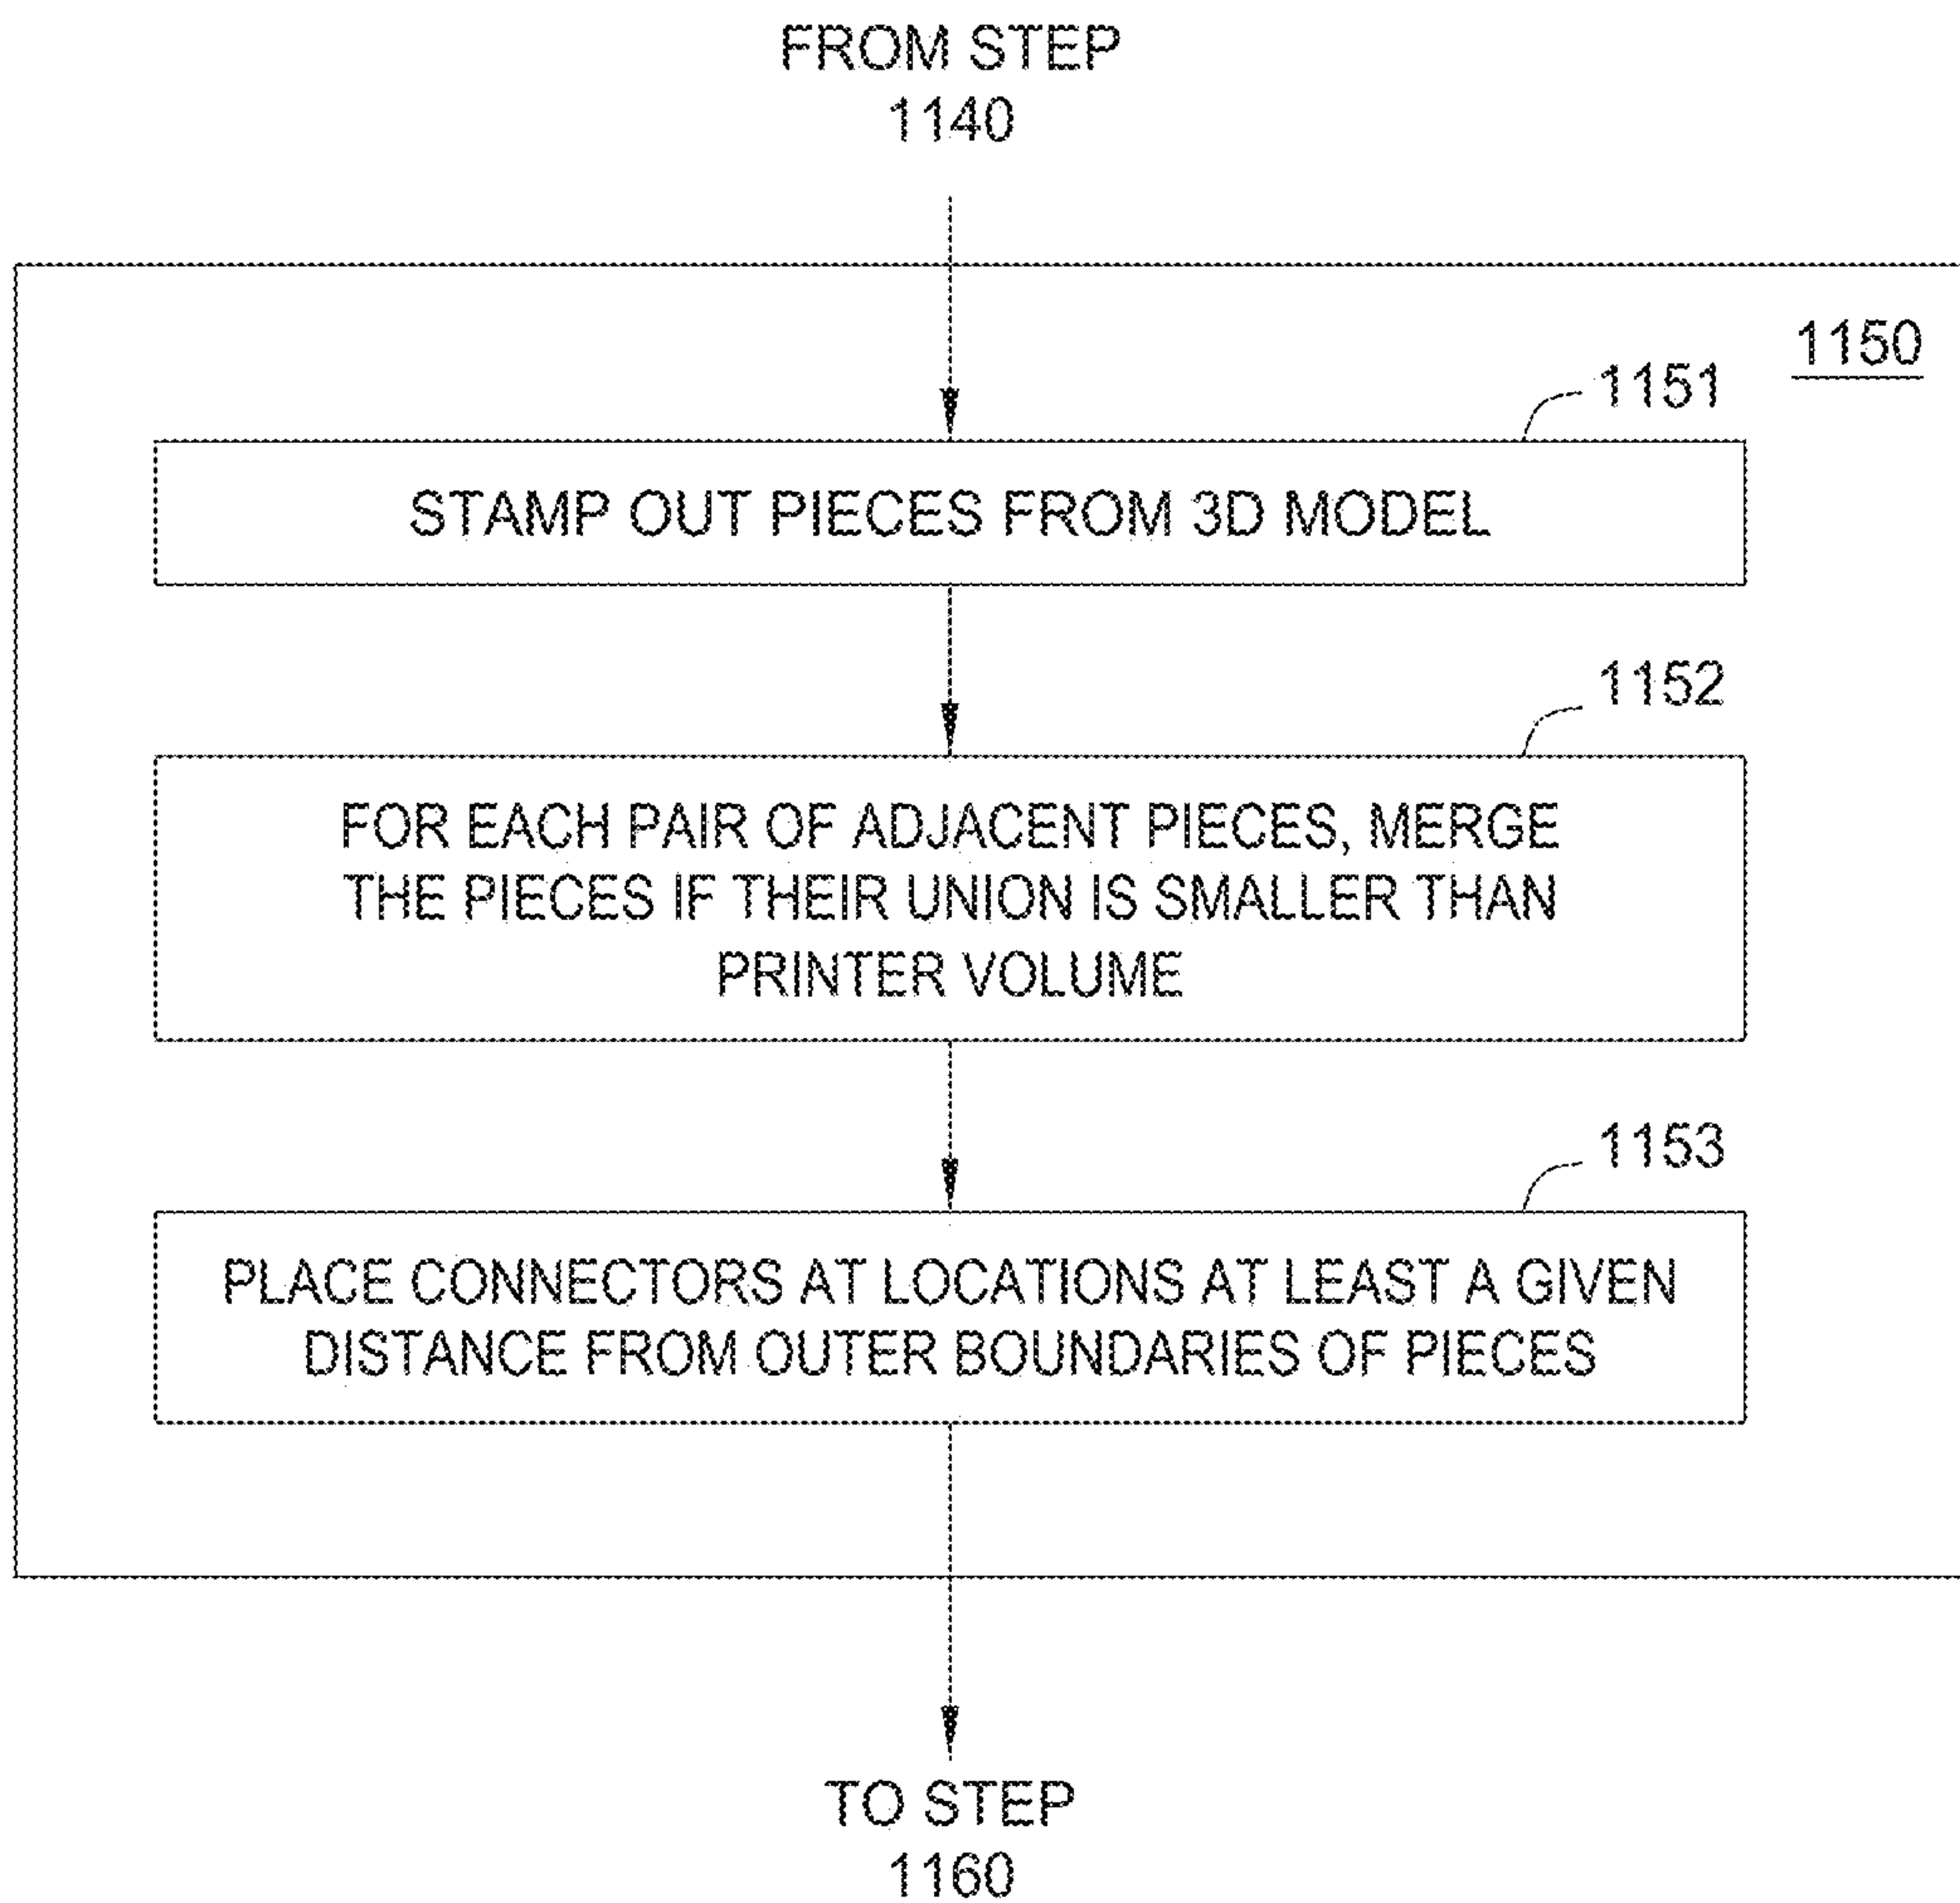 FROM STEP
1140
1150
1151
STAMP OUT PIECES FROM 3D MODEL
1152
FOR EACH PAIR OF ADJACENT PIECES, MERGE
THE PIECES IF THEIR UNION IS SMALLER THAN
PRINTER VOLUME
1153
PLACE CONNECTORS AT LOCATIONS AT LEAST A GIVEN
DISTANCE FROM OUTER BOUNDARIES OF PIECES
TO STEP
1160